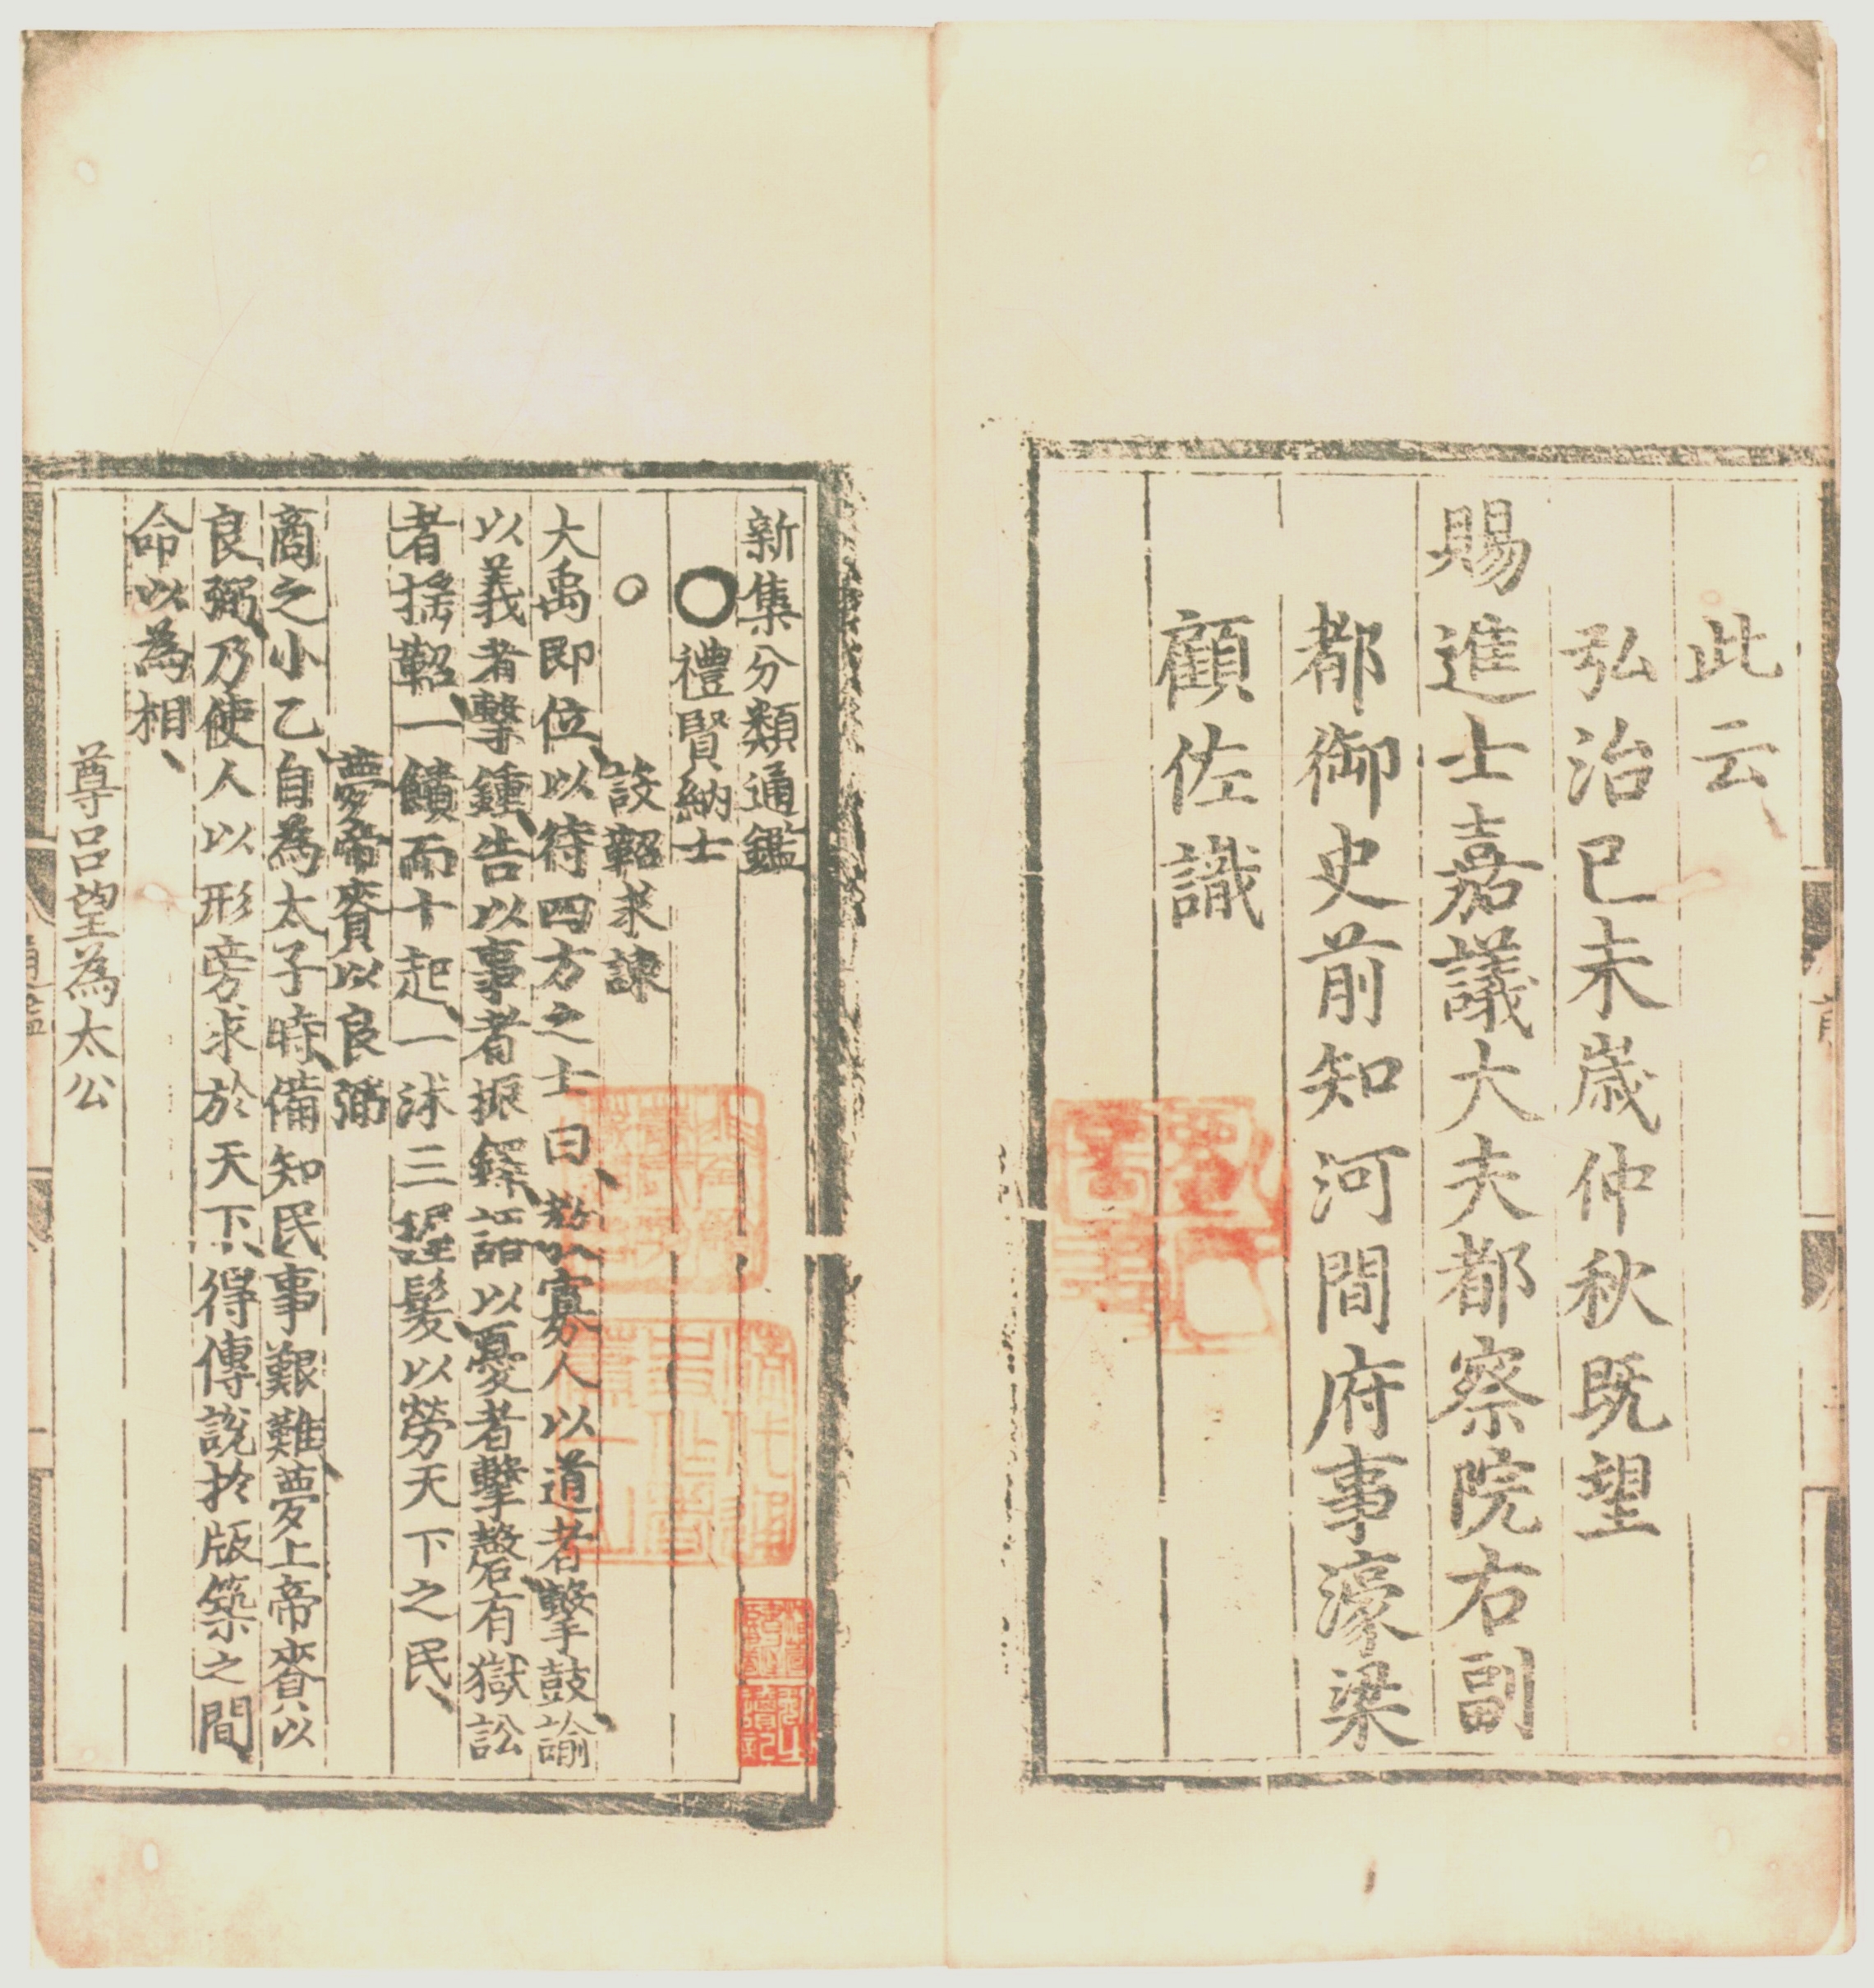 此云
弘治己未歲仲秋既望
賜進士嘉議大夫都察院右副
都御史前知河間府事濠梁
顧佐識
新集分類通鑑
○禮賢納士
○設鞀求諫
大禹即位以待四方之士曰、教於寡人以道者擊鼓、諭
以義者擊鍾、告以事者振鐸、語以憂者擊磬、有獄訟
者揺鞀、一饋而十起、一沐三握髮、以勞天下之民、
夢帝賚以良弼
商之小乙、自為太子時、備知民事艱難、夢上帝賚以
良弼、乃使人以形旁求於天下、得傳說於版築之間、
命以為相、
尊呂望為太公